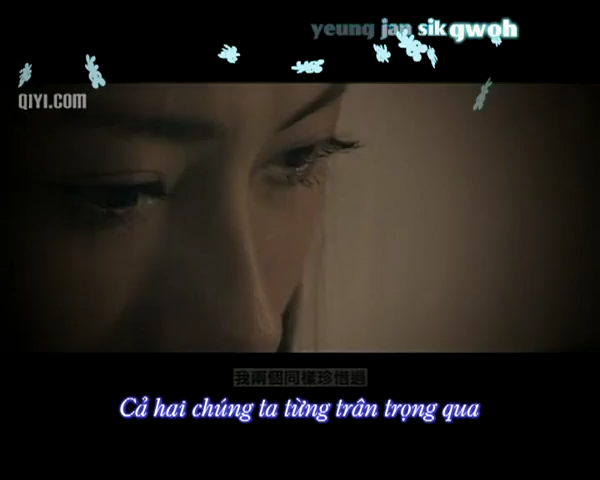 yeung jan sik gwoh
QIYI.COM
我兩個同樣珍惜過
Cả hai chúng ta từng trân trọng qua